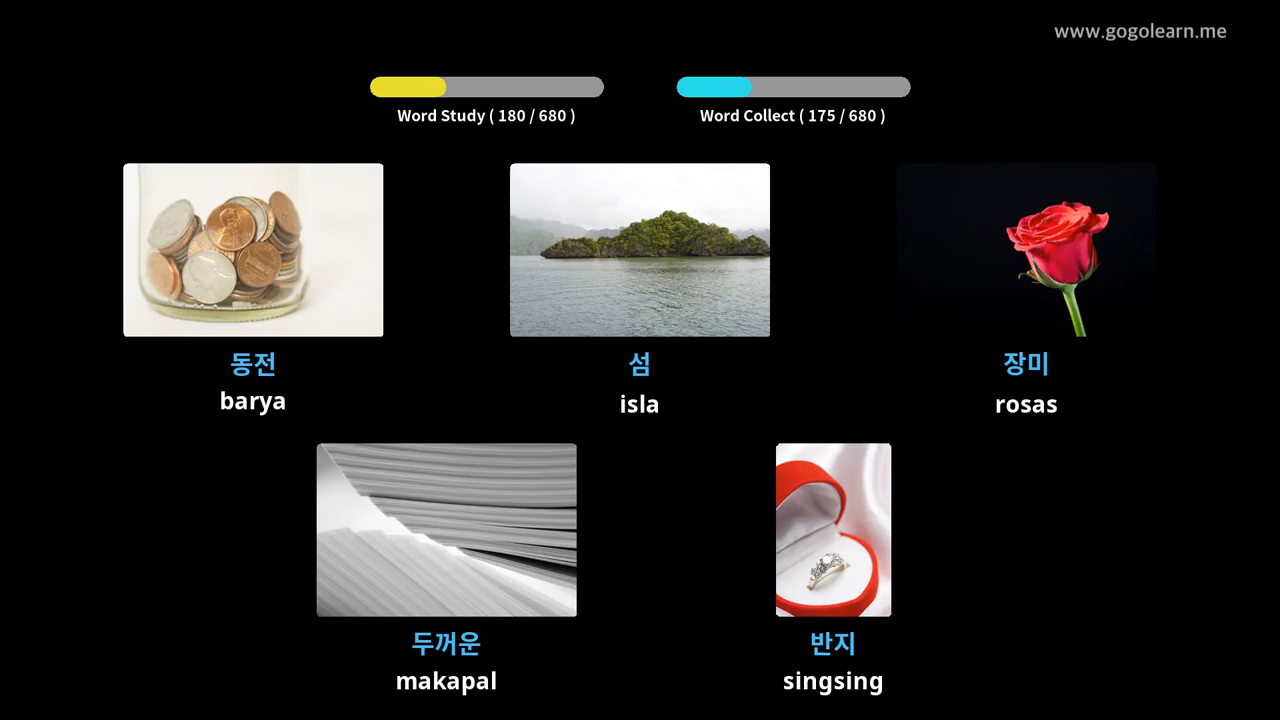 www.gogolearn.me
Word Study ( 180 / 680 )
Word Collect ( 175 / 680 )
동전
barya
섬
isla
장미
rosas
두꺼운
makapal
반지
singsing